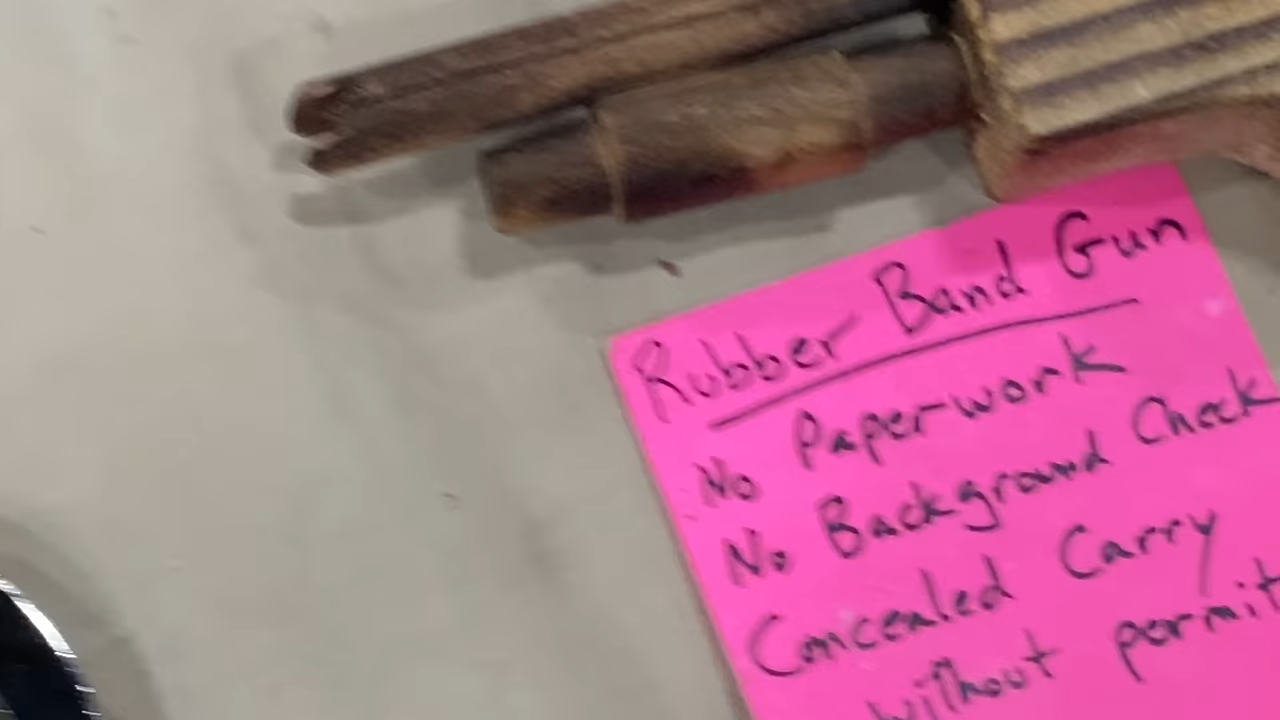 Rubber Band Gun
No Paperwork
No Background Check
Concealed Carry
without permit